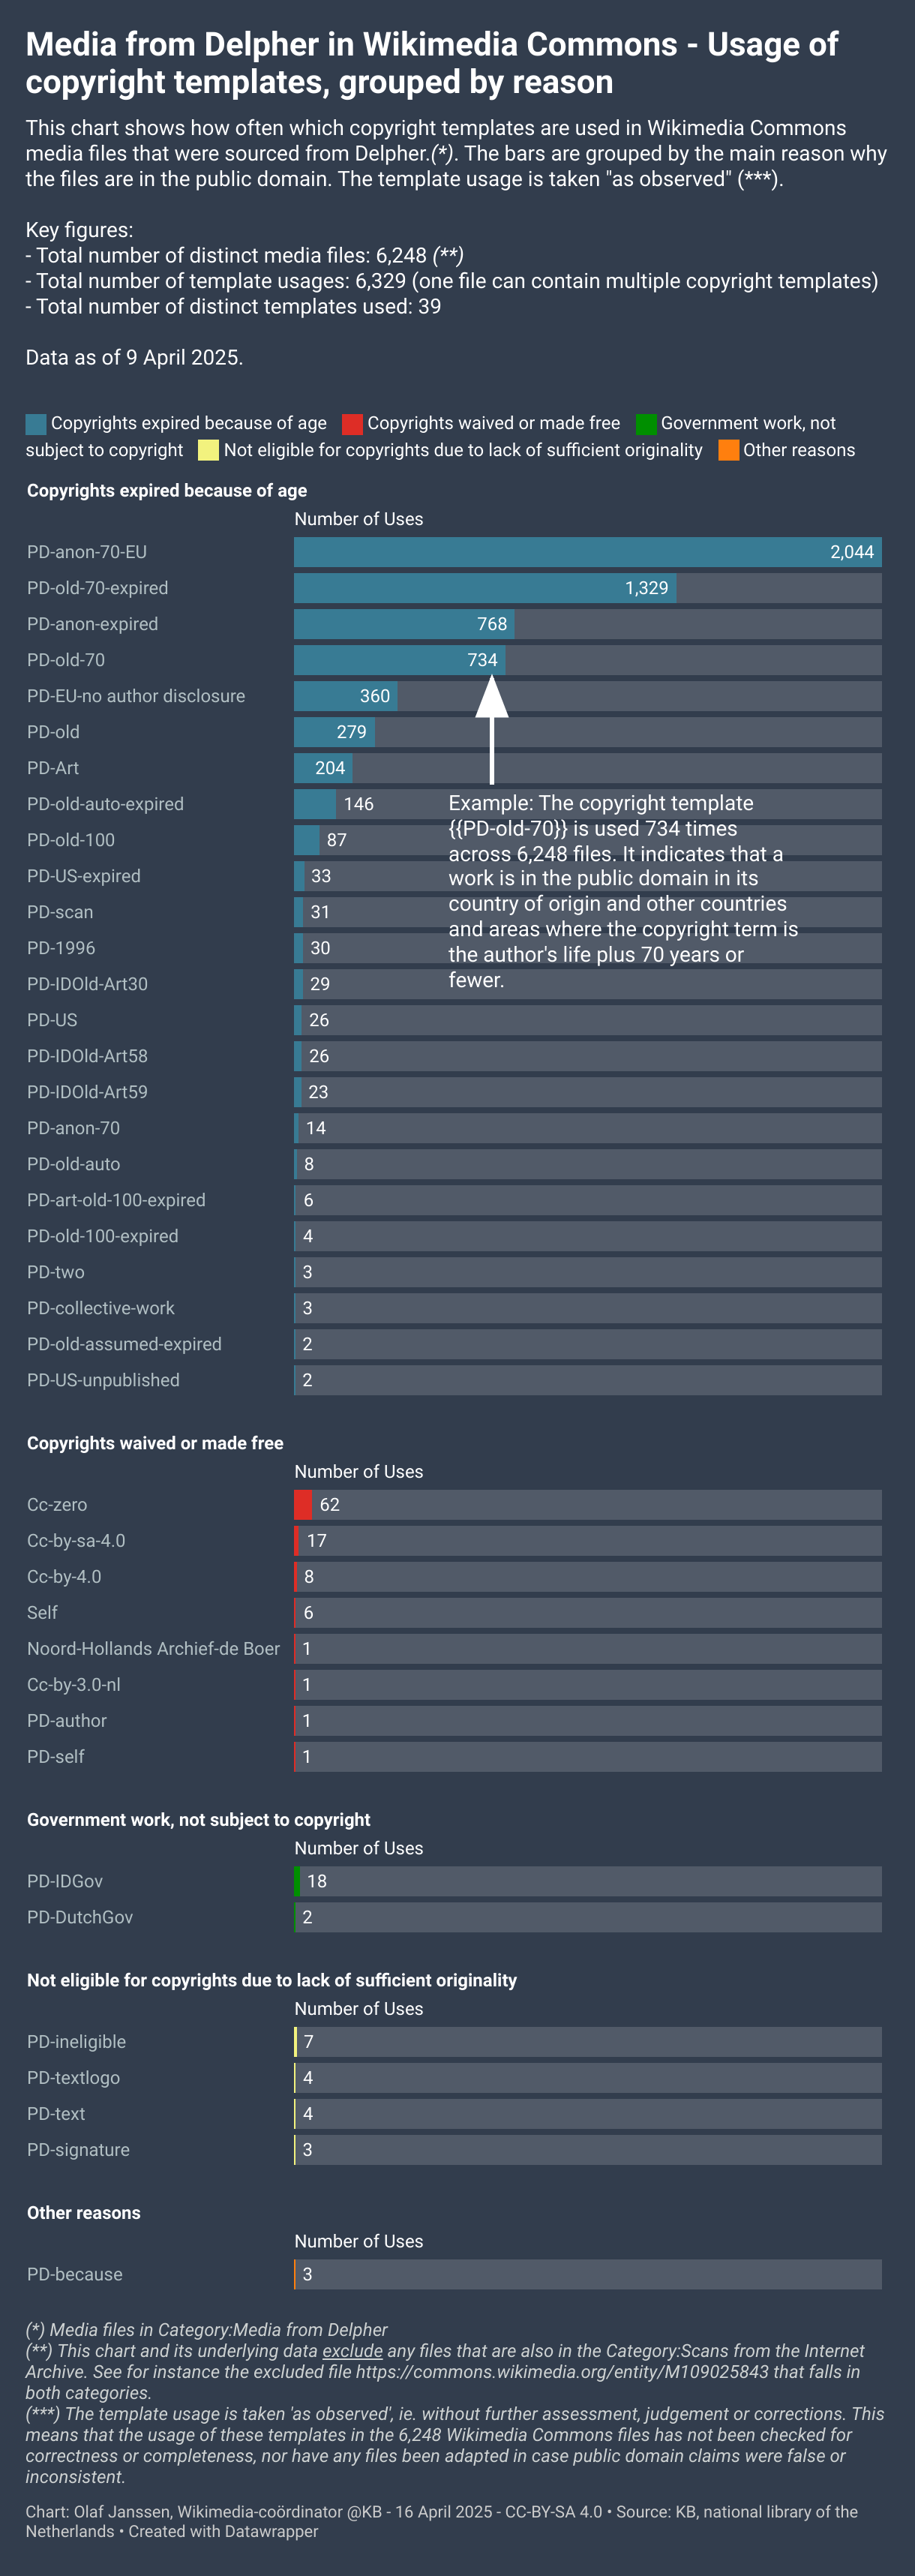 Media from Delpher in Wikimedia Commons - Usage of
copyright templates, grouped by reason
This chart shows how often which copyright templates are used in Wikimedia Commons
media files that were sourced from Delpher.(*). The bars are grouped by the main reason why
the files are in the public domain. The template usage is taken "as observed" (***).
Key figures:
- Total number of distinct media files: 6,248 (**)
- Total number of template usages: 6,329 (one file can contain multiple copyright templates)
- Total number of distinct templates used: 39
Data as of 9 April 2025.
Copyrights expired because of age Copyrights waived or made free Government work, not
subject to copyright Not eligible for copyrights due to lack of sufficient originality Other reasons
Copyrights expired because of age
Number of Uses
PD-anon-70-EU 2,044
PD-old-70-expired 1,329
PD-anon-expired 768
PD-old-70 734
PD-EU-no author disclosure 360
PD-old 279
PD-Art 204
PD-old-auto-expired 146
PD-old-100 87
PD-US-expired 33
PD-scan 31
PD-1996 30
PD-IDOld-Art30 29
Example: The copyright template
{{PD-old-70}} is used 734 times
across 6,248 files. It indicates that a
work is in the public domain in its
country of origin and other countries
and areas where the copyright term is
the author's life plus 70 years or
fewer.
PD-US 26
PD-IDOld-Art58 26
PD-IDOld-Art59 23
PD-anon-70 14
PD-old-auto 8
PD-art-old-100-expired 6
PD-old-100-expired 4
PD-two 3
PD-collective-work 3
PD-old-assumed-expired 2
PD-US-unpublished 2
Copyrights waived or made free
Number of Uses
Cc-zero 62
Cc-by-sa-4.0 17
Cc-by-4.0 8
Self 6
Noord-Hollands Archief-de Boer 1
Cc-by-3.0-nl 1
PD-author 1
PD-self 1
Government work, not subject to copyright
Number of Uses
PD-IDGov 18
PD-DutchGov 2
Not eligible for copyrights due to lack of sufficient originality
Number of Uses
PD-ineligible 7
PD-textlogo 4
PD-text 4
PD-signature 3
Other reasons
Number of Uses
PD-because 3
(*) Media files in Category:Media from Delpher
(**) This chart and its underlying data exclude any files that are also in the Category:Scans from the Internet
Archive. See for instance the excluded file https://commons.wikimedia.org/entity/M109025843 that falls in
both categories.
(***) The template usage is taken 'as observed', ie. without further assessment, judgement or corrections. This
means that the usage of these templates in the 6,248 Wikimedia Commons files has not been checked for
correctness or completeness, nor have any files been adapted in case public domain claims were false or
inconsistent.
Chart: Olaf Janssen, Wikimedia-coördinator @KB - 16 April 2025 - CC-BY-SA 4.0 • Source: KB, national library of the
Netherlands • Created with Datawrapper